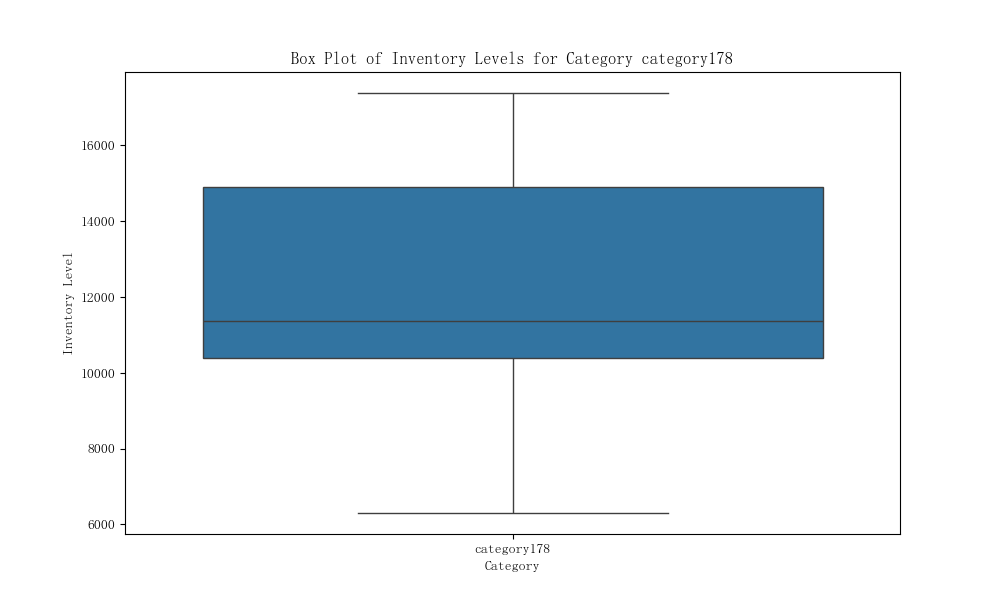 Box Plot of Inventory Levels for Category category178
Inventory Level
16000
14000
12000
10000
8000
6000
category178
Category